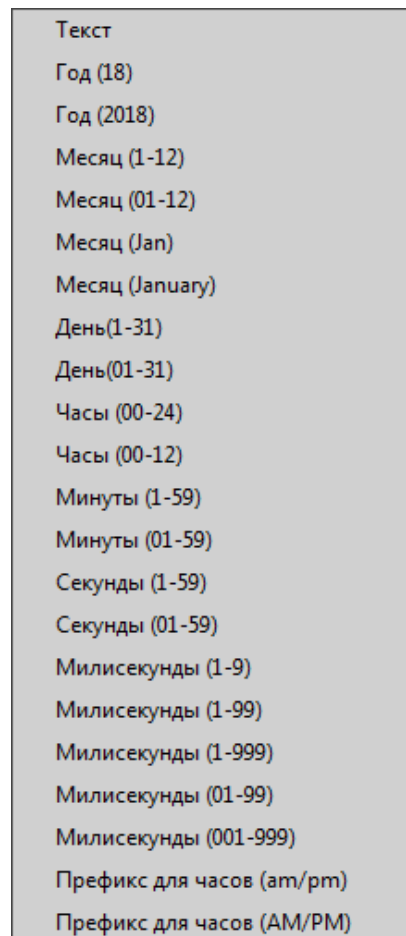 Текст
Год (18)
Год (2018)
Месяц (1-12)
Месяц (01-12)
Месяц (Jan)
Месяц (January)
День(1-31)
День(01-31)
Часы (00-24)
Часы (00-12)
Минуты (1-59)
Минуты (01-59)
Секунды (1-59)
Секунды (01-59)
Милисекунды (1-9)
Милисекунды (1-99)
Милисекунды (1-999)
Милисекунды (01-99)
Милисекунды (001-999)
Префикс для часов (am/pm)
Префикс для часов (AM/PM)